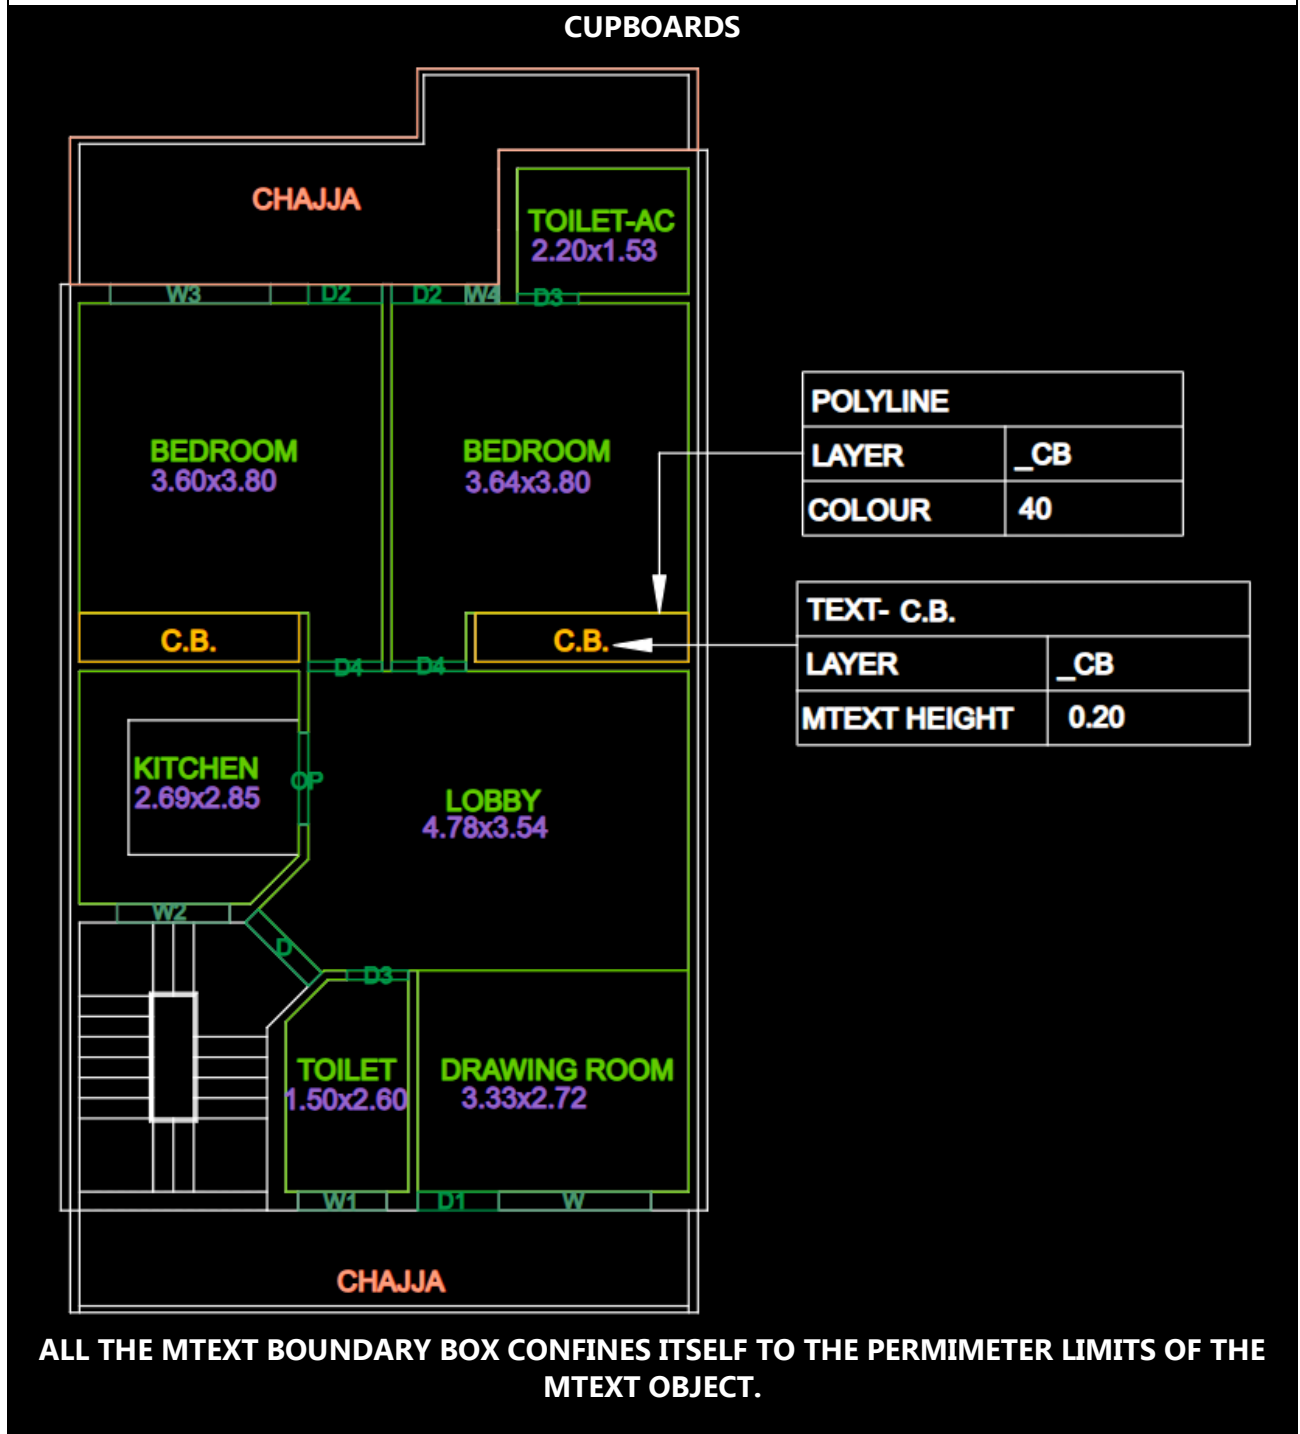 CUPBOARDS
CHAJJA
TOILET-AC
2.20x1.53
W3
D2
D2
W4
D3
BEDROOM
3.60x3.80
BEDROOM
3.64x3.80
POLYLINE
LAYER _CB
COLOUR 40
TEXT- C.B.
LAYER _CB
MTEXT HEIGHT 0.20
C.B.
C.B.
D4
D4
KITCHEN
2.69x2.85
OP
LOBBY
4.78x3.54
W2
D
D3
TOILET
1.50x2.60
DRAWING ROOM
3.33x2.72
W1
D1
W
CHAJJA
ALL THE MTEXT BOUNDARY BOX CONFINES ITSELF TO THE PERMIMETER LIMITS OF THE
MTEXT OBJECT.